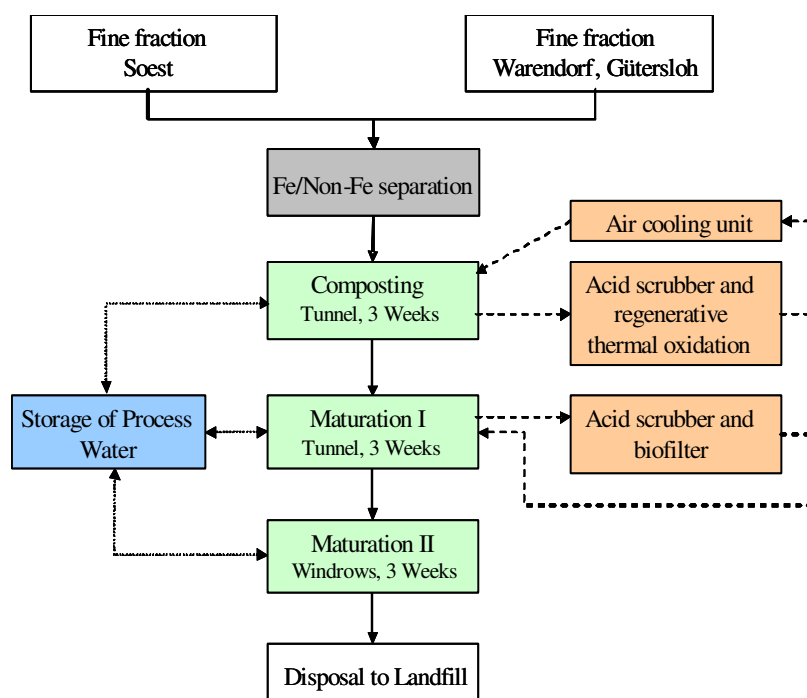 Fine fraction
Soest
Fine fraction
Warendorf, Gütersloh
Fe/Non-Fe separation
Air cooling unit
Composting
Tunnel, 3 Weeks
Acid scrubber and
regenerative
thermal oxidation
Storage of Process
Water
Maturation I
Tunnel, 3 Weeks
Acid scrubber and
biofilter
Maturation II
Windrows, 3 Weeks
Disposal to Landfill